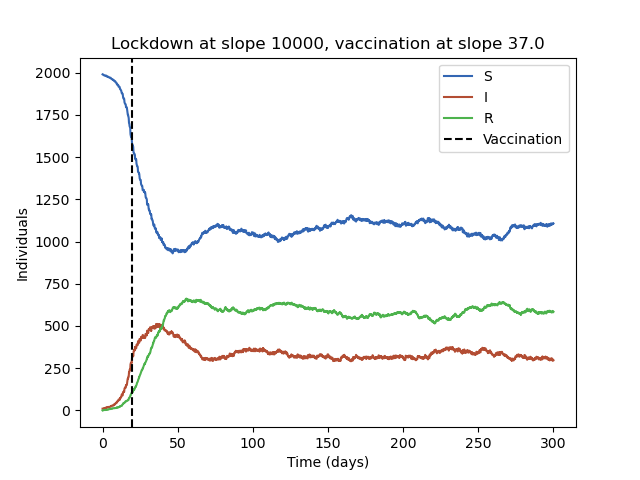 Lockdown at slope 10000, vaccination at slope 37.0
S
I
R
Vaccination
2000
1750
1500
1250
1000
750
500
250
0
Individuals
0 50 100 150 200 250 300
Time (days)